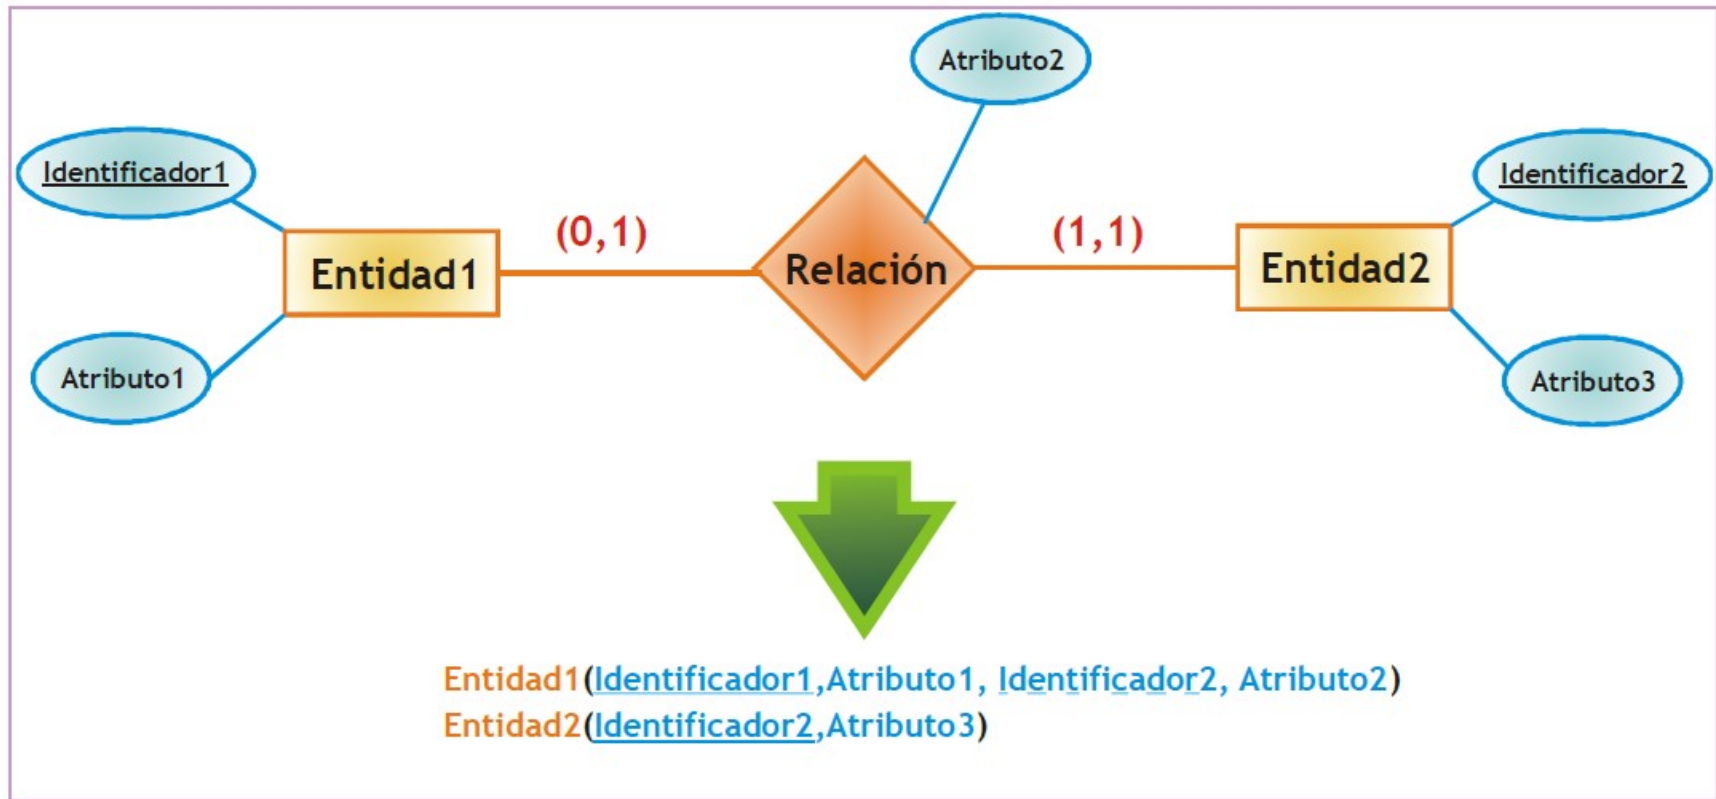 Atributo2
Identificador1
Identificador2
(0,1)
(1,1)
Entidad1
Relación
Entidad2
Atributo1
Atributo3
Entidad1(Identificador1,Atributo1, Identificador2, Atributo2)
Entidad2(Identificador2,Atributo3)